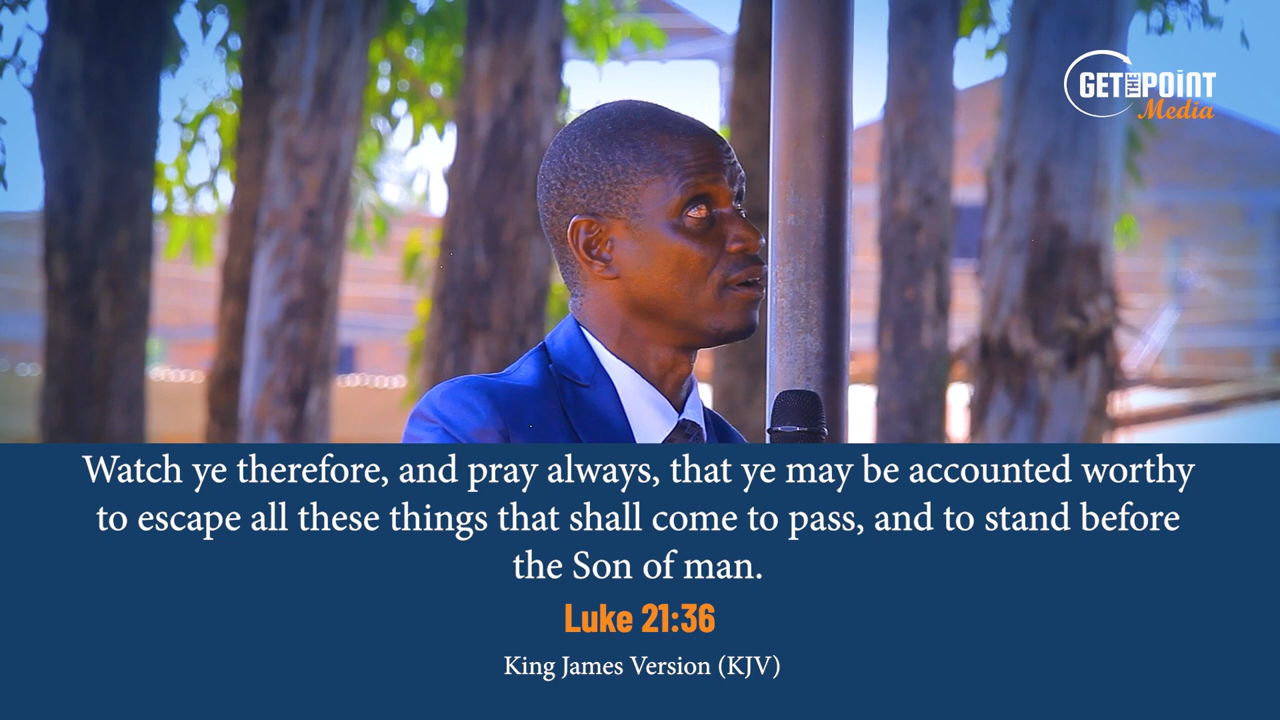 GET THE POINT
Media
Watch ye therefore, and pray always, that ye may be accounted worthy
to escape all these things that shall come to pass, and to stand before
the Son of man.
Luke 21:36
King James Version (KJV)